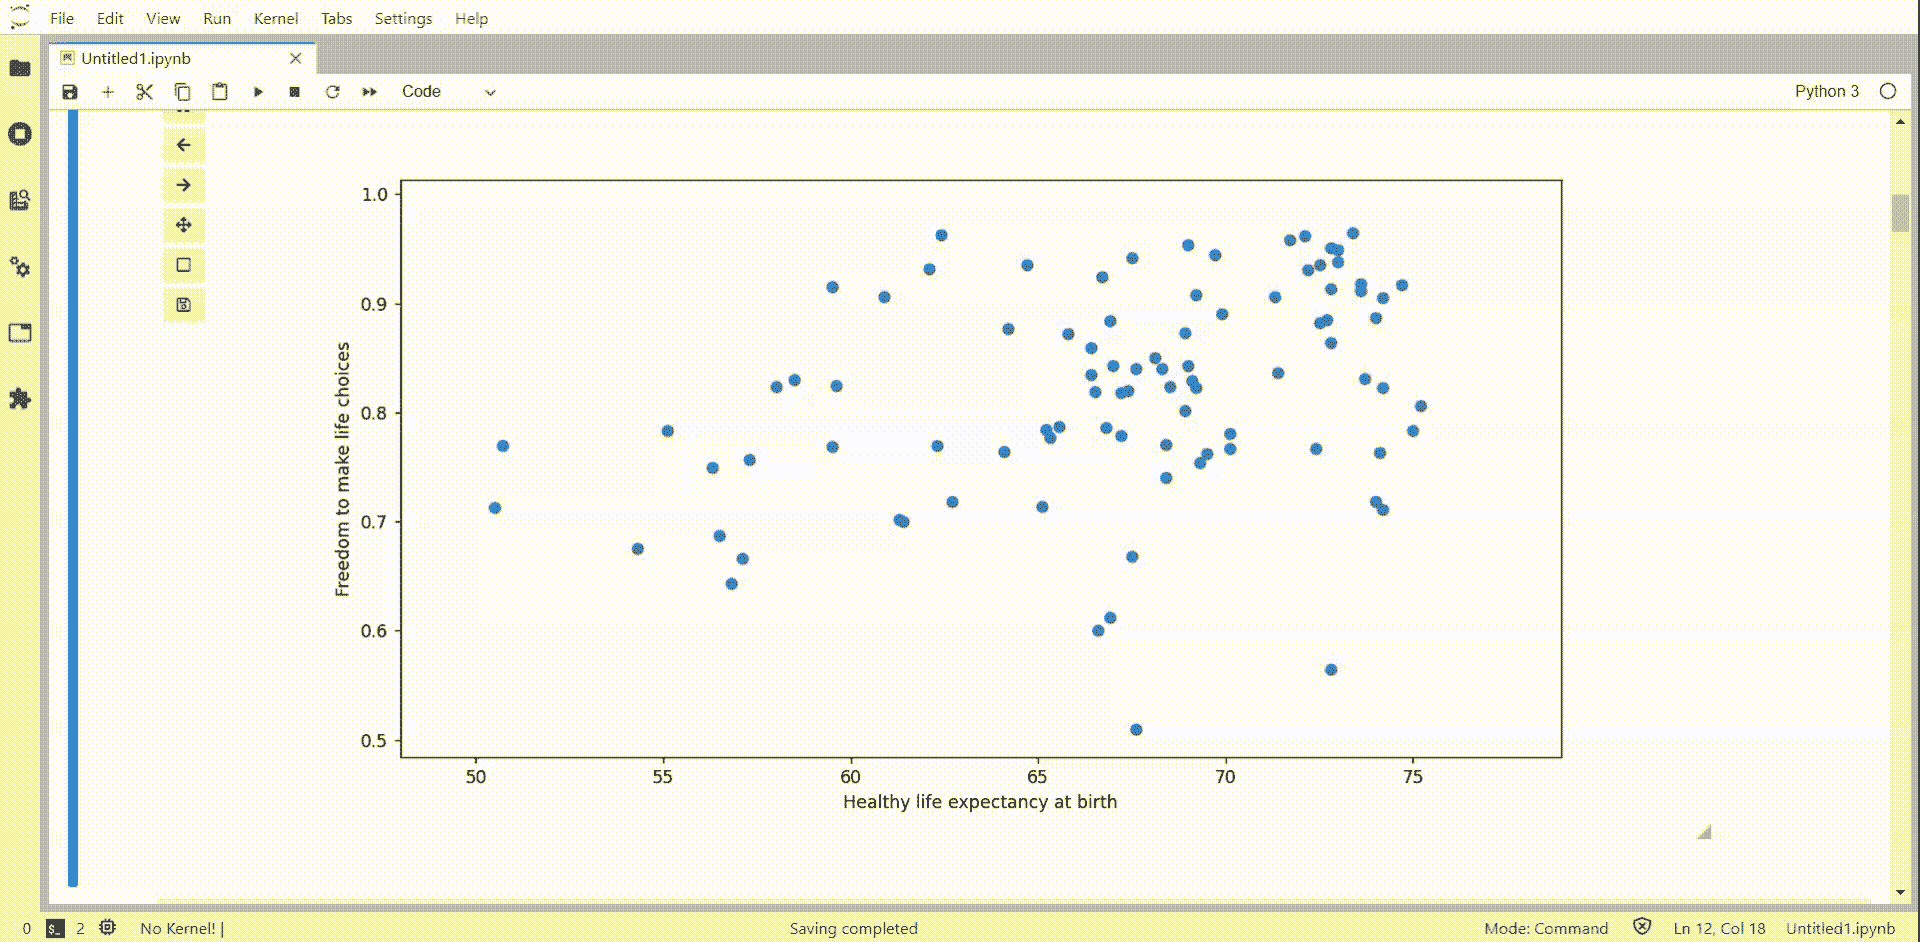 File Edit View Run Kernel Tabs Settings Help
Untitled1.ipynb
Code
Python 3
1.0
0.9
0.8
0.7
0.6
0.5
Freedom to make life choices
50 55 60 65 70 75
Healthy life expectancy at birth
0 $_ 2 No Kernel! | Saving completed Mode: Command Ln 12, Col 18 Untitled1.ipynb